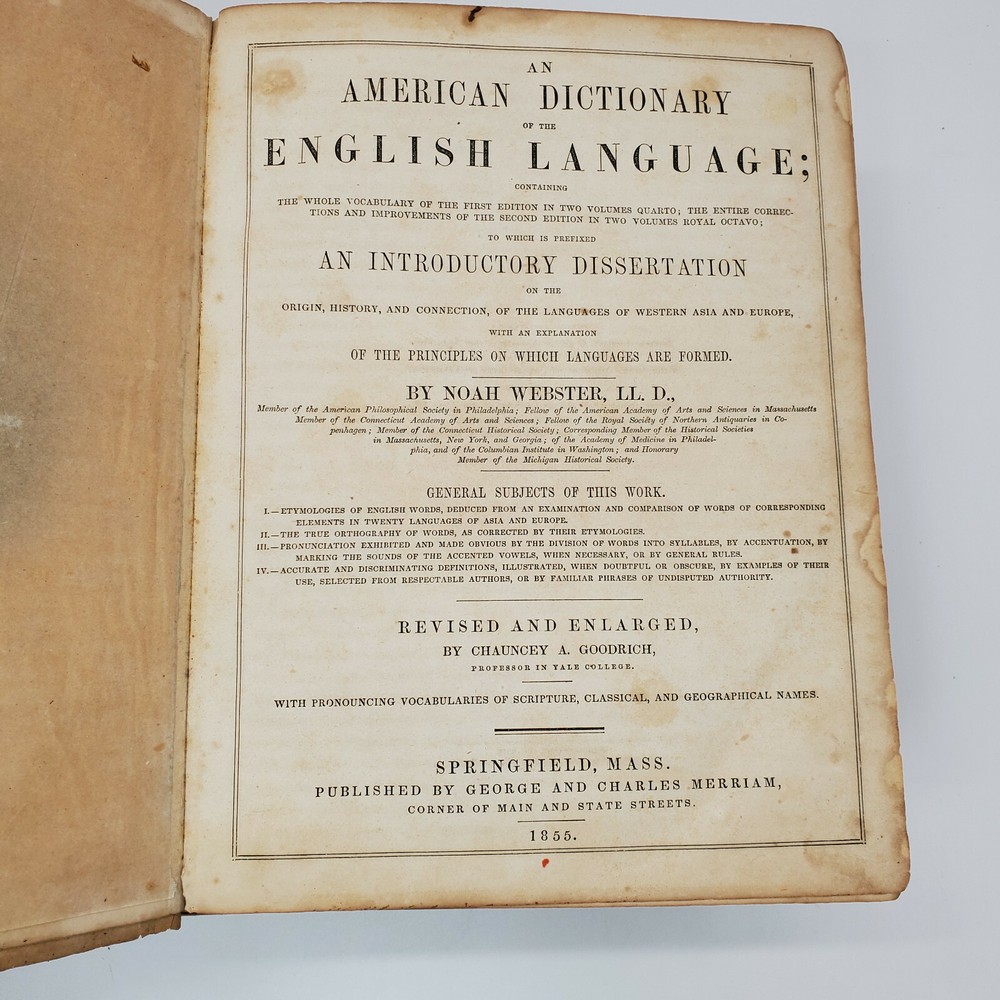 AN
AMERICAN DICTIONARY
OF THE
ENGLISH LANGUAGE;
CONTAINING
THE WHOLE VOCABULARY OF THE FIRST EDITION IN TWO VOLUMES QUARTO; THE ENTIRE CORREC-
TIONS AND IMPROVEMENTS OF THE SECOND EDITION IN TWO VOLUMES ROYAL OCTAVO;
TO WHICH IS PREFIXED
AN INTRODUCTORY DISSERTATION
ON THE
ORIGIN, HISTORY, AND CONNECTION, OF THE LANGUAGES OF WESTERN ASIA AND EUROPE,
WITH AN EXPLANATION
OF THE PRINCIPLES ON WHICH LANGUAGES ARE FORMED.
BY NOAH WEBSTER, LL. D.,
Member of the American Philosophical Society in Philadelphia; Fellow of the American Academy of Arts and Sciences in Massachusetts
Member of the Connecticut Academy of Arts and Sciences; Fellow of the Royal Society of Northern Antiquaries in Co-
penhagen; Member of the Connecticut Historical Society; Corresponding Member of the Historical Societies
in Massachusetts, New York, and Georgia; of the Academy of Medicine in Philadel-
phia, and of the Columbian Institute in Washington; and Honorary
Member of the Michigan Historical Society.
GENERAL SUBJECTS OF THIS WORK.
I.—ETYMOLOGIES OF ENGLISH WORDS, DEDUCED FROM AN EXAMINATION AND COMPARISON OF WORDS OF CORRESPONDING
ELEMENTS IN TWENTY LANGUAGES OF ASIA AND EUROPE.
II.—THE TRUE ORTHOGRAPHY OF WORDS, AS CORRECTED BY THEIR ETYMOLOGIES.
III.—PRONUNCIATION EXHIBITED AND MADE OBVIOUS BY THE DIVISION OF WORDS INTO SYLLABLES, BY ACCENTUATION, BY
MARKING THE SOUNDS OF THE ACCENTED VOWELS, WHEN NECESSARY, OR BY GENERAL RULES.
IV.—ACCURATE AND DISCRIMINATING DEFINITIONS, ILLUSTRATED, WHEN DOUBTFUL OR OBSCURE, BY EXAMPLES OF THEIR
USE, SELECTED FROM RESPECTABLE AUTHORS, OR BY FAMILIAR PHRASES OF UNDISPUTED AUTHORITY.
REVISED AND ENLARGED,
BY CHAUNCEY A. GOODRICH,
PROFESSOR IN YALE COLLEGE.
WITH PRONOUNCING VOCABULARIES OF SCRIPTURE, CLASSICAL, AND GEOGRAPHICAL NAMES.
SPRINGFIELD, MASS.
PUBLISHED BY GEORGE AND CHARLES MERRIAM,
CORNER OF MAIN AND STATE STREETS.
1855.